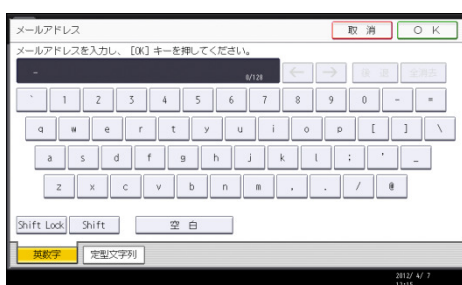 メールアドレス 取 消 O K
メールアドレスを入力し、[OK] キーを押してください。
0/128 ← → 後 退 全消去
` 1 2 3 4 5 6 7 8 9 0 - =
q w e r t y u i o p [ ] \
a s d f g h j k l ; ' _
z x c v b n m , . / @
Shift Lock Shift 空 白
英数字 定型文字列
2012/ 4/ 7
12:15